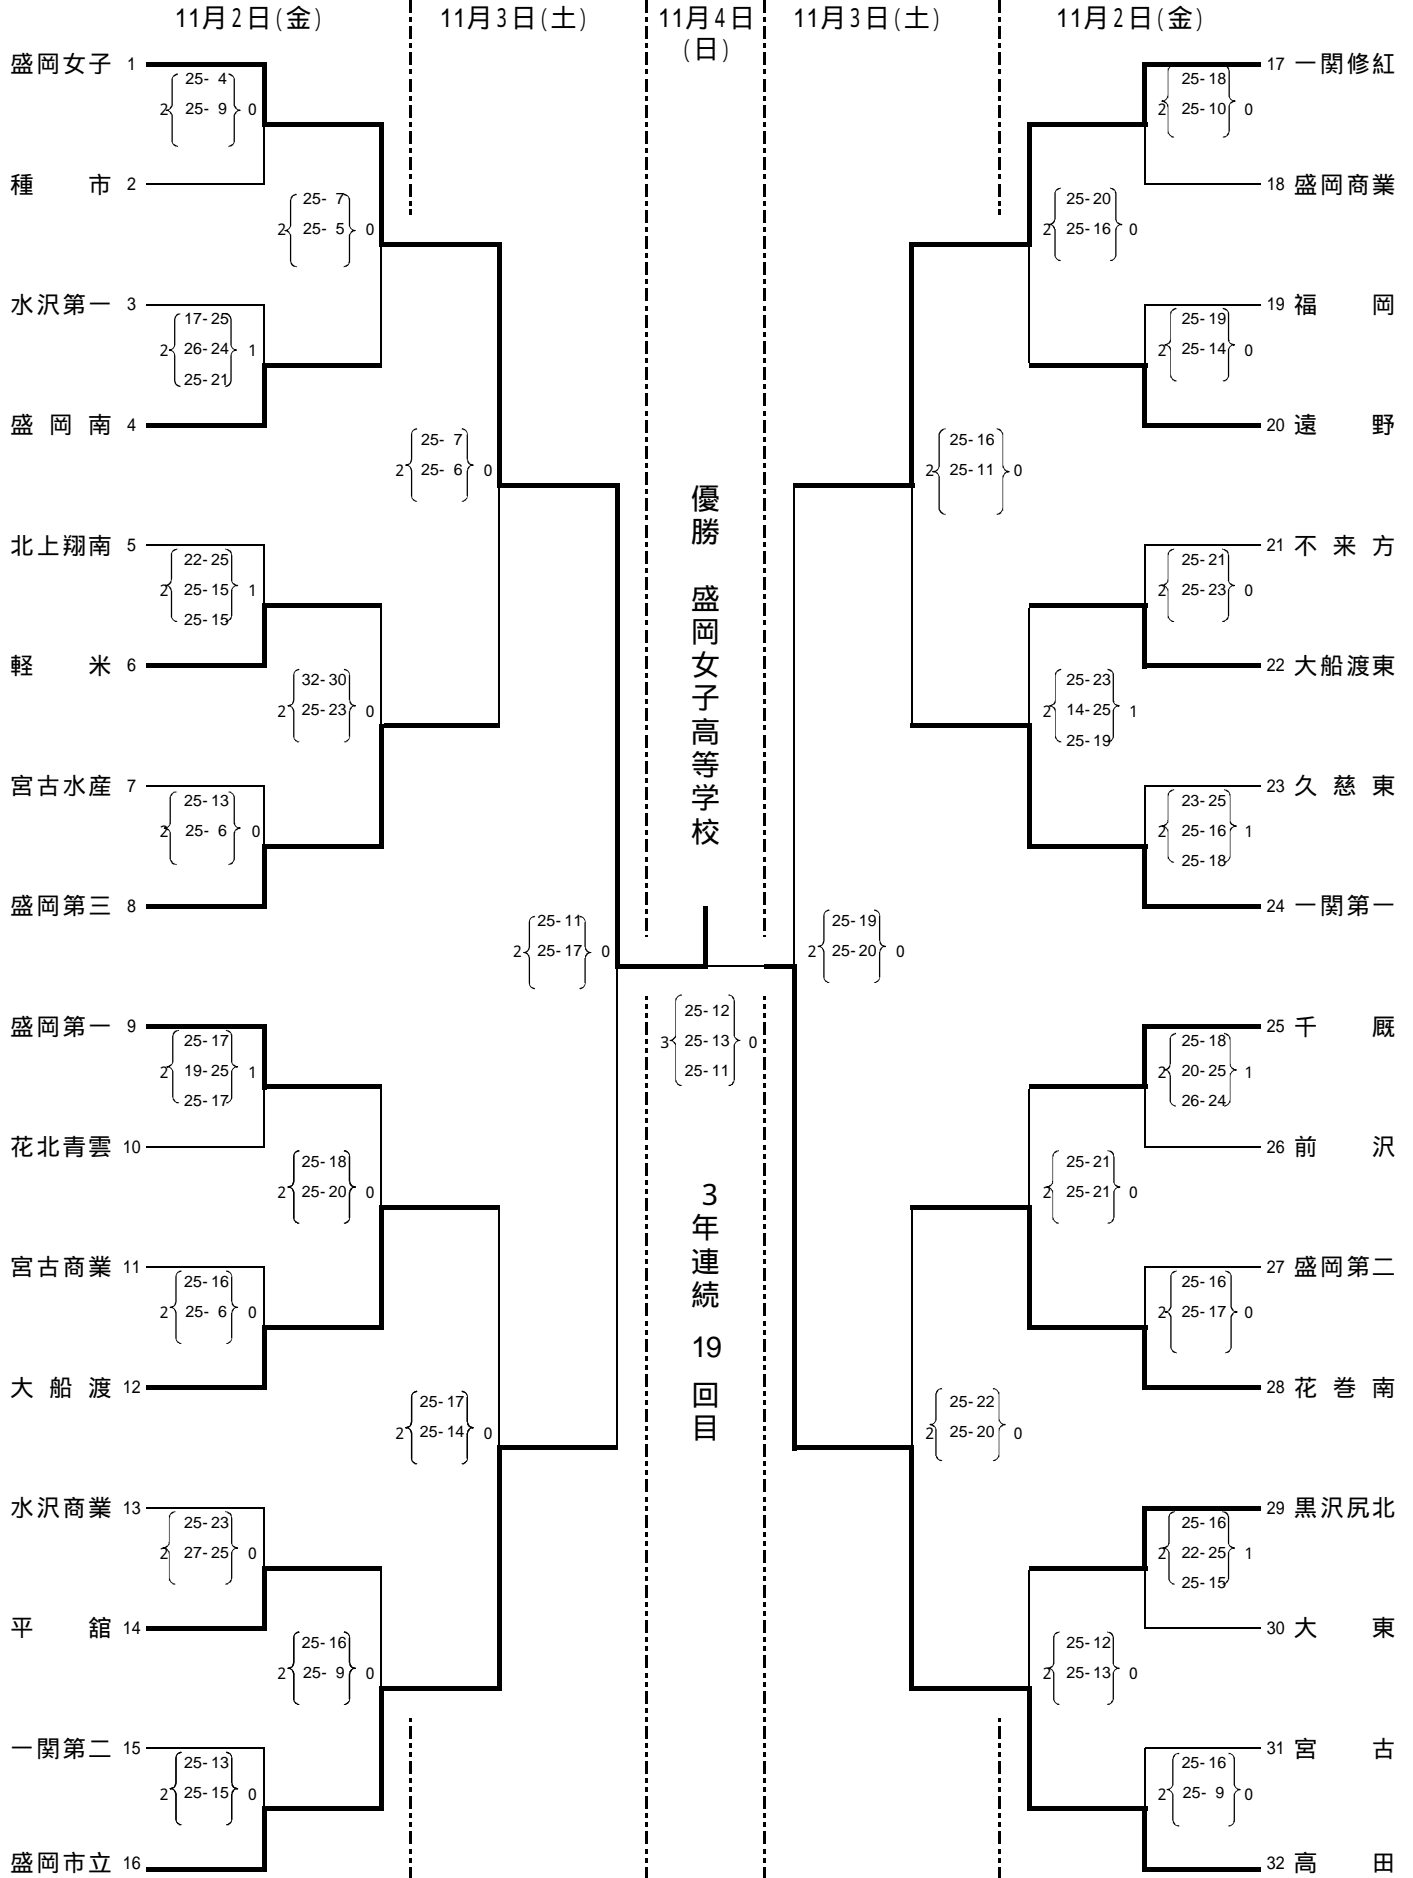 11月2日(金)
11月3日(土)
11月4日
(日)
11月3日(土)
11月2日(金)
盛岡女子 1
2 25- 4 0
25- 9
種市 2
2 25- 7 0
25- 5
水沢第一 3
17-25
2 26-24 1
25-21
盛岡南 4
25- 7
2 25- 6 0
北上翔南 5
22-25
2 25-15 1
25-15
軽米 6
32-30
2 25-23 0
宮古水産 7
25-13
2 25- 6 0
盛岡第三 8
25-11
2 25-17 0
盛岡第一 9
25-17
2 19-25 1
25-17
花北青雲 10
25-18
2 25-20 0
宮古商業 11
25-16
2 25- 6 0
大船渡 12
25-17
2 25-14 0
水沢商業 13
25-23
2 27-25 0
平舘 14
25-16
2 25- 9 0
一関第二 15
25-13
2 25-15 0
盛岡市立 16
優勝 盛岡女子高等学校
25-12
3 25-13 0
25-11
3年連続 19 回目
17 一関修紅
25-18
2 25-10 0
18 盛岡商業
25-20
2 25-16 0
19 福岡
25-19
2 25-14 0
20 遠野
25-16
2 25-11 0
21 不来方
25-21
2 25-23 0
22 大船渡東
25-23
2 14-25 1
25-19
23 久慈東
23-25
2 25-16 1
25-18
24 一関第一
25-19
2 25-20 0
25 千厩
25-18
2 20-25 1
26-24
26 前沢
25-21
2 25-21 0
27 盛岡第二
25-16
2 25-17 0
28 花巻南
25-22
2 25-20 0
29 黒沢尻北
25-16
2 22-25 1
25-15
30 大東
25-12
2 25-13 0
31 宮古
25-16
2 25- 9 0
32 高田